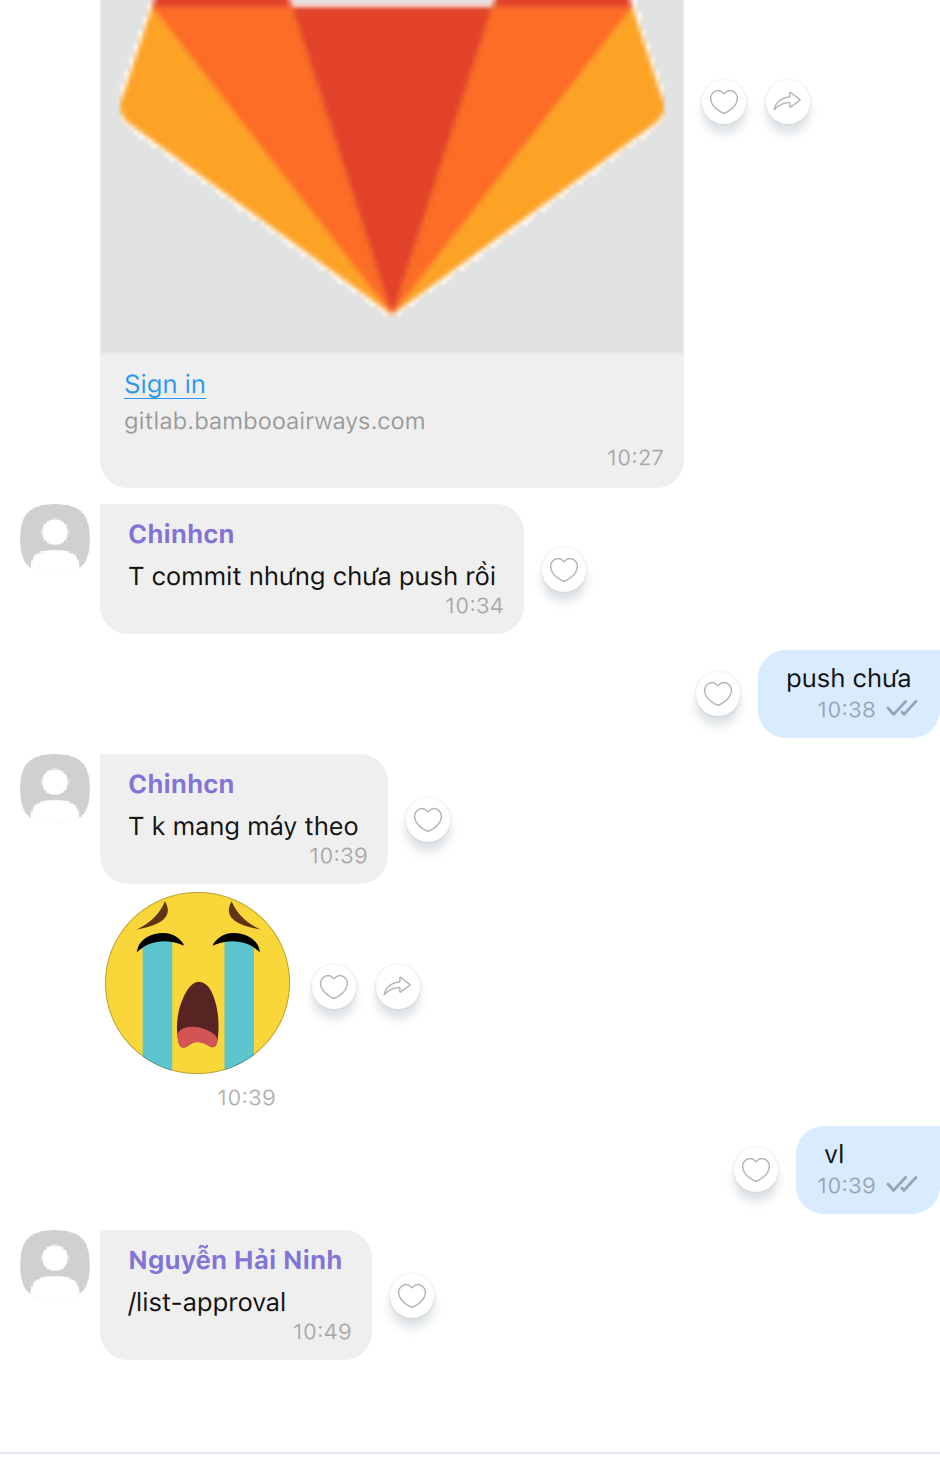 Sign in
gitlab.bambooairways.com
10:27
Chinhcn
T commit nhưng chưa push rồi
10:34
push chưa
10:38
Chinhcn
T k mang máy theo
10:39
10:39
vl
10:39
Nguyễn Hải Ninh
/list-approval
10:49